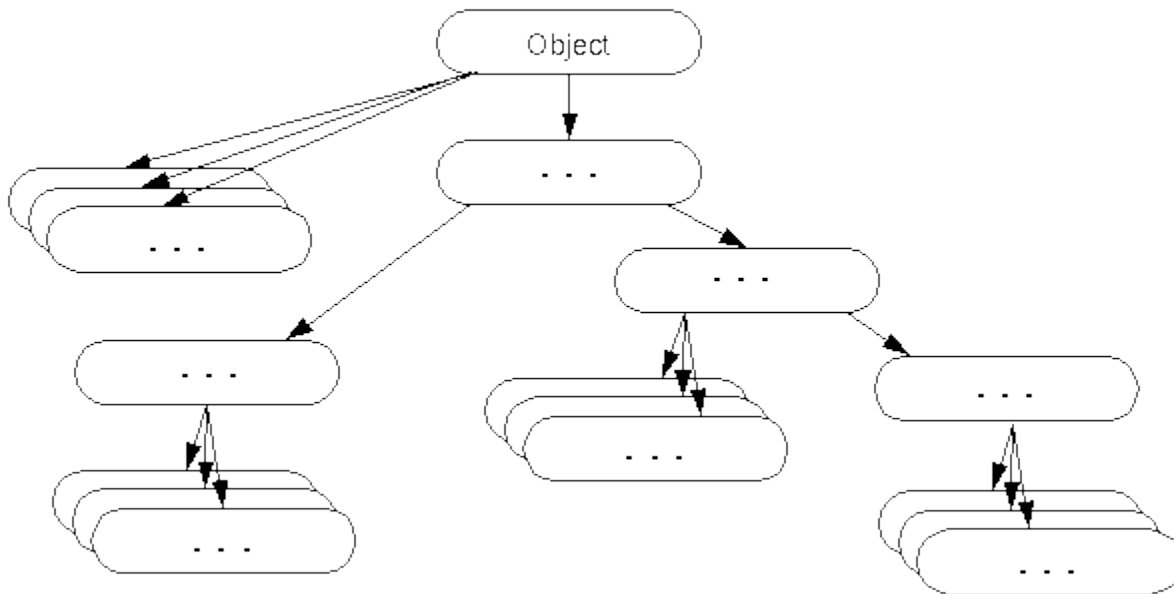 Object
. . .
. . .
. . .
. . .
. . .
. . .
. . .
. . .